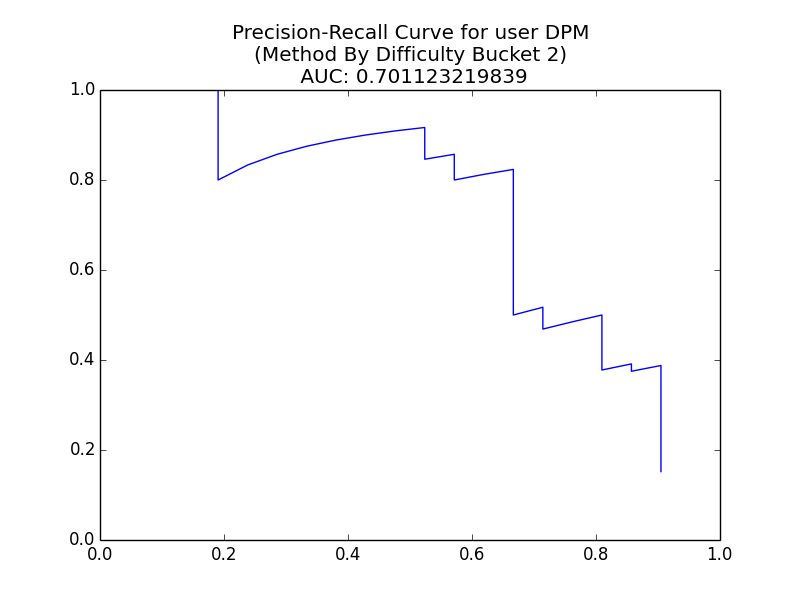 Precision-Recall Curve for user DPM
(Method By Difficulty Bucket 2)
AUC: 0.701123219839
1.0
0.8
0.6
0.4
0.2
0.0
0.0 0.2 0.4 0.6 0.8 1.0